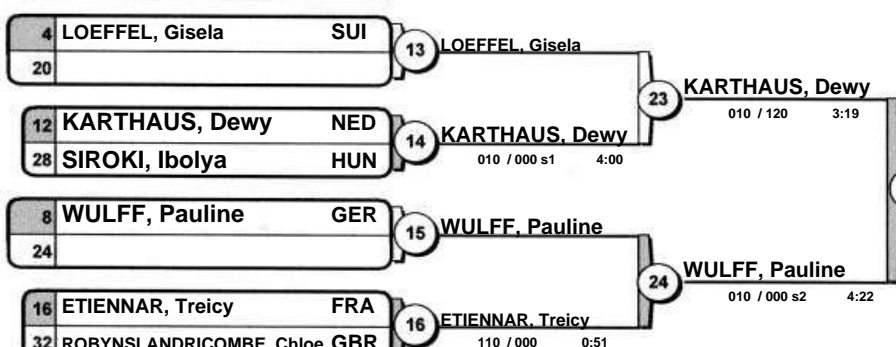 4 LOEFFEL, Gisela SUI
20
13
LOEFFEL, Gisela
12 KARTHAUS, Dewy NED
28 SIROKI, Ibolya HUN
14
KARTHAUS, Dewy
010 / 000 s1 4:00
23
KARTHAUS, Dewy
010 / 120 3:19
8 WULFF, Pauline GER
24
15
WULFF, Pauline
16 ETIENNAR, Treicy FRA
32 ROBYNSLANDRICOMBE, Chloe GBR
16
ETIENNAR, Treicy
110 / 000 0:51
24
WULFF, Pauline
010 / 000 s2 4:22